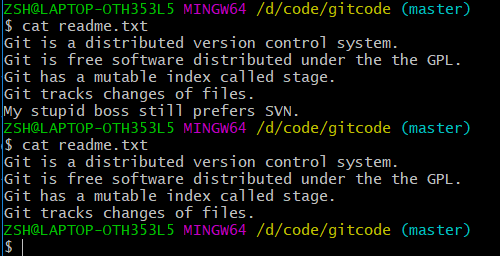 ZSH@LAPTOP-OTH353L5 MINGW64 /d/code/gitcode (master)
$ cat readme.txt
Git is a distributed version control system.
Git is free software distributed under the the GPL.
Git has a mutable index called stage.
Git tracks changes of files.
My stupid boss still prefers SVN.
ZSH@LAPTOP-OTH353L5 MINGW64 /d/code/gitcode (master)
$ cat readme.txt
Git is a distributed version control system.
Git is free software distributed under the the GPL.
Git has a mutable index called stage.
Git tracks changes of files.
ZSH@LAPTOP-OTH353L5 MINGW64 /d/code/gitcode (master)
$